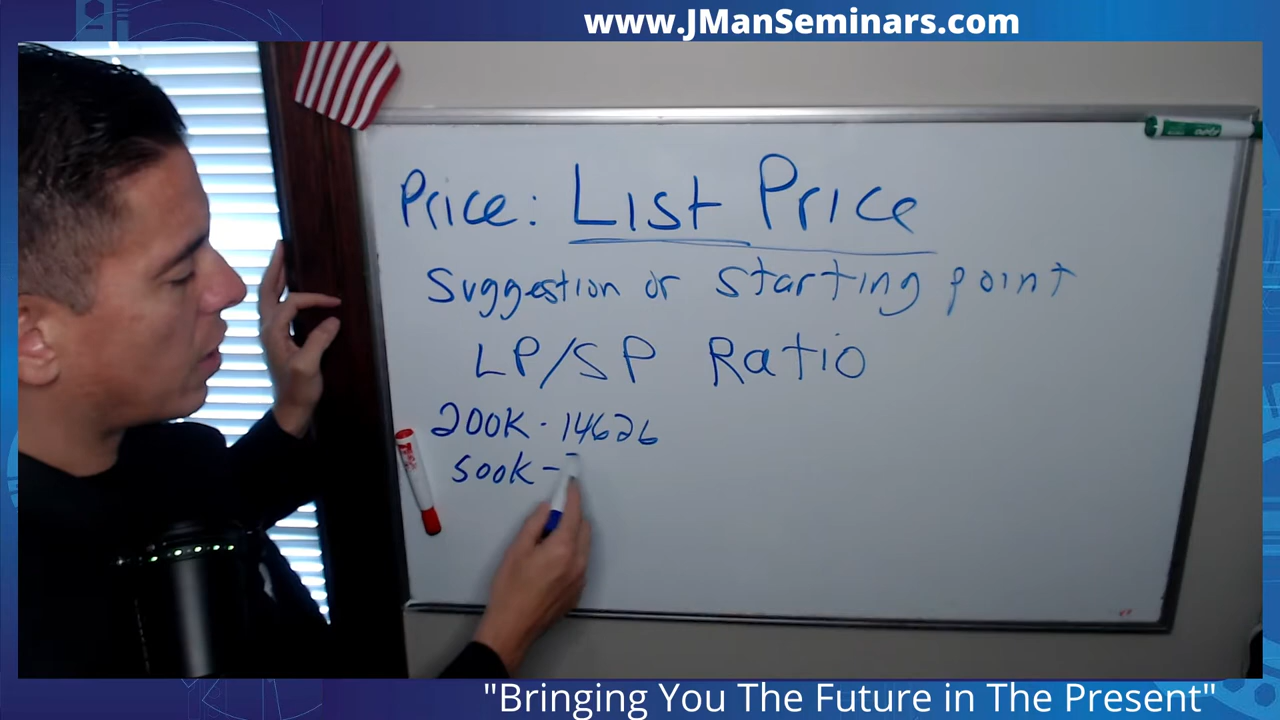 www.JManSeminars.com
Price: List Price
Suggestion or starting point
LP/SP Ratio
200K - 14626
500K -
"Bringing You The Future in The Present"